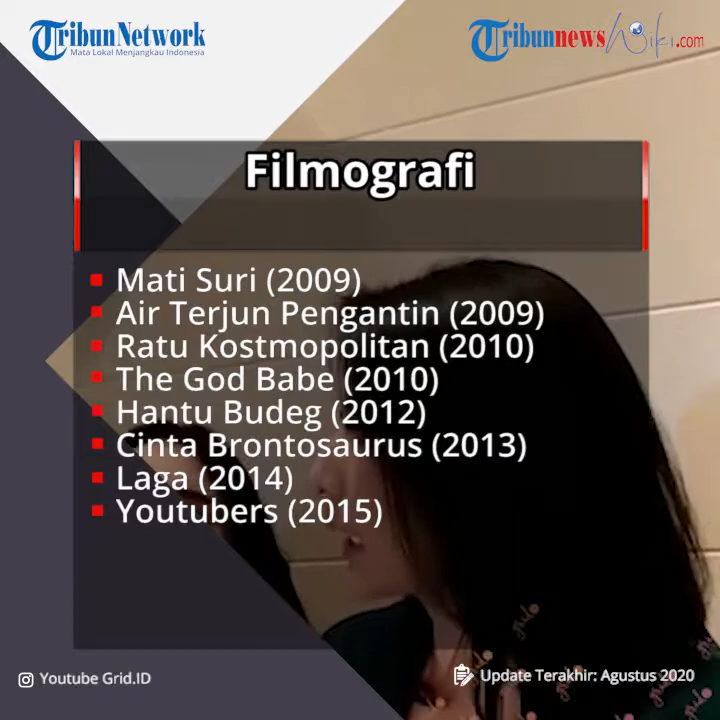 Tribun Network
Mata Lokal Menjangkau Indonesia
Tribunnewswiki.com
Filmografi
Mati Suri (2009)
Air Terjun Pengantin (2009)
Ratu Kostmopolitan (2010)
The God Babe (2010)
Hantu Budeg (2012)
Cinta Brontosaurus (2013)
Laga (2014)
Youtubers (2015)
Youtube Grid.ID
Update Terakhir: Agustus 2020